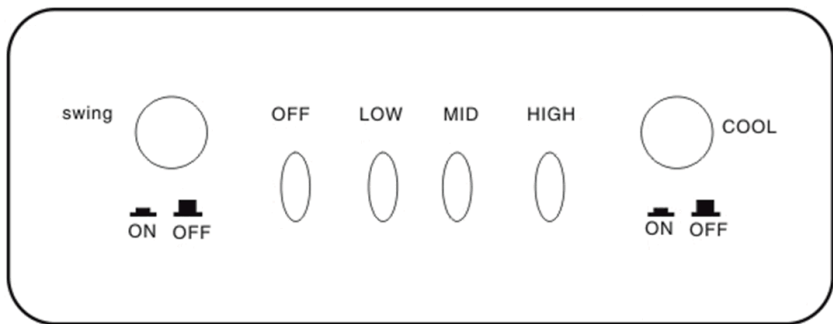 swing
OFF LOW MID HIGH
COOL
ON OFF
ON OFF